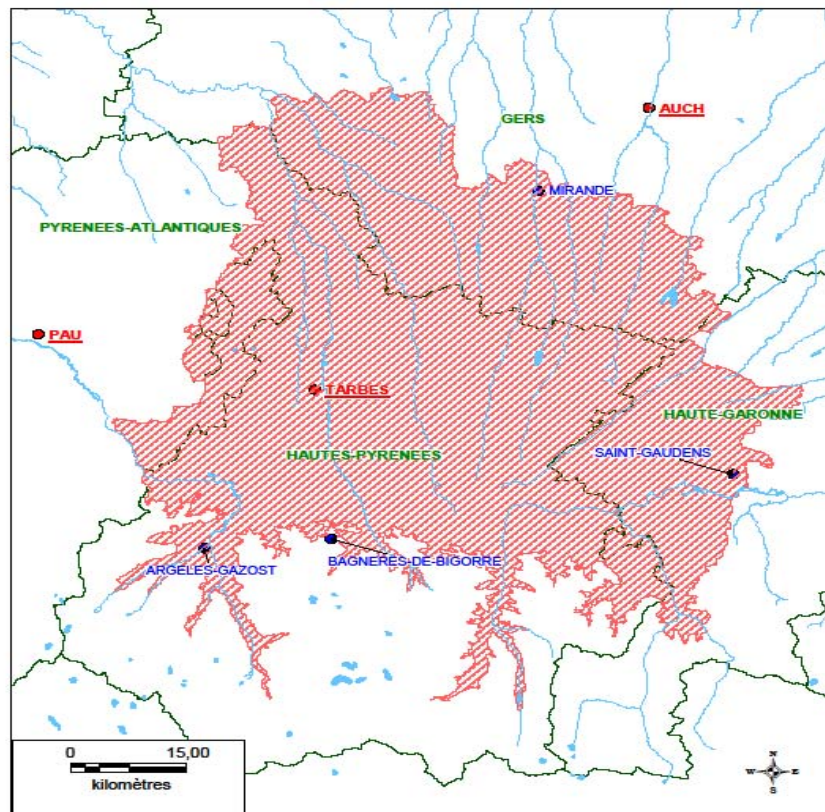 AUCH
GERS
MIRANDE
PYRENEES-ATLANTIQUES
PAU
TARBES
HAUTE-GARONNE
HAUTES-PYRENEES
SAINT-GAUDENS
BAGNERES-DE-BIGORRE
ARGELES-GAZOST
0 15,00
kilomètres
N
W E
S